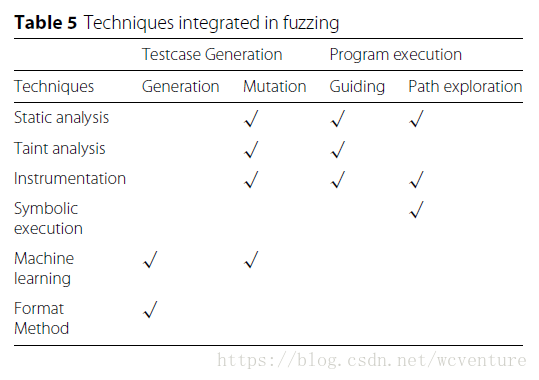 Table 5 Techniques integrated in fuzzing
Testcase Generation Program execution
Techniques Generation Mutation Guiding Path exploration
Static analysis √ √ √
Taint analysis √ √
Instrumentation √ √ √
Symbolic √
execution
Machine √ √
learning
Format √
Method
https://blog.csdn.net/wcventure